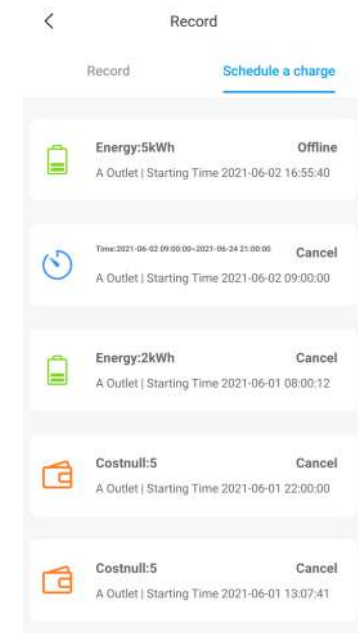 Record
Record Schedule a charge
Energy:5kWh Offline
A Outlet | Starting Time 2021-06-02 16:55:40
Time:2021-06-02 09:00:00~2021-06-24 21:00:00 Cancel
A Outlet | Starting Time 2021-06-02 09:00:00
Energy:2kWh Cancel
A Outlet | Starting Time 2021-06-01 08:00:12
Costnull:5 Cancel
A Outlet | Starting Time 2021-06-01 22:00:00
Costnull:5 Cancel
A Outlet | Starting Time 2021-06-01 13:07:41